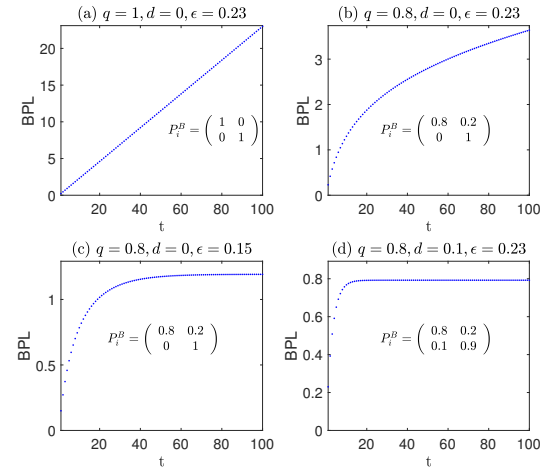 (a) q = 1, d = 0, ϵ = 0.23
BPL
20
15
10
5
0
P_i^B = ( 1 0
0 1 )
20 40 60 80 100
t
(b) q = 0.8, d = 0, ϵ = 0.23
BPL
3
2
1
0
P_i^B = ( 0.8 0.2
0 1 )
20 40 60 80 100
t
(c) q = 0.8, d = 0, ϵ = 0.15
BPL
1
0.5
0
P_i^B = ( 0.8 0.2
0 1 )
20 40 60 80 100
t
(d) q = 0.8, d = 0.1, ϵ = 0.23
BPL
0.8
0.6
0.4
0.2
0
P_i^B = ( 0.8 0.2
0.1 0.9 )
20 40 60 80 100
t